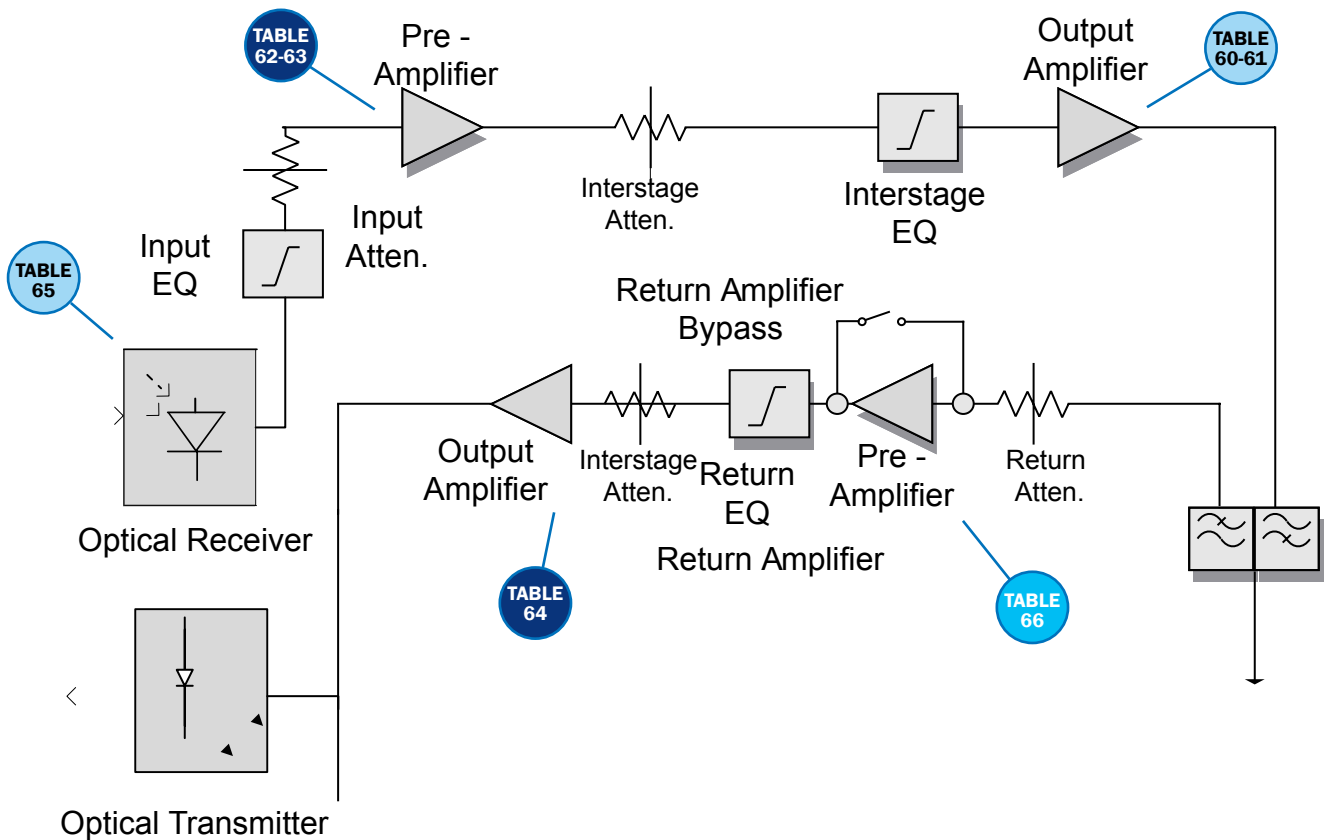 TABLE
62-63
Pre -
Amplifier
Output
Amplifier
TABLE
60-61
Interstage
Atten.
Interstage
EQ
Input
EQ
Input
Atten.
TABLE
65
Return Amplifier
Bypass
Optical Receiver
Output
Amplifier
Interstage
Atten.
Return
EQ
Pre -
Amplifier
Return
Atten.
Return Amplifier
TABLE
64
TABLE
66
Optical Transmitter